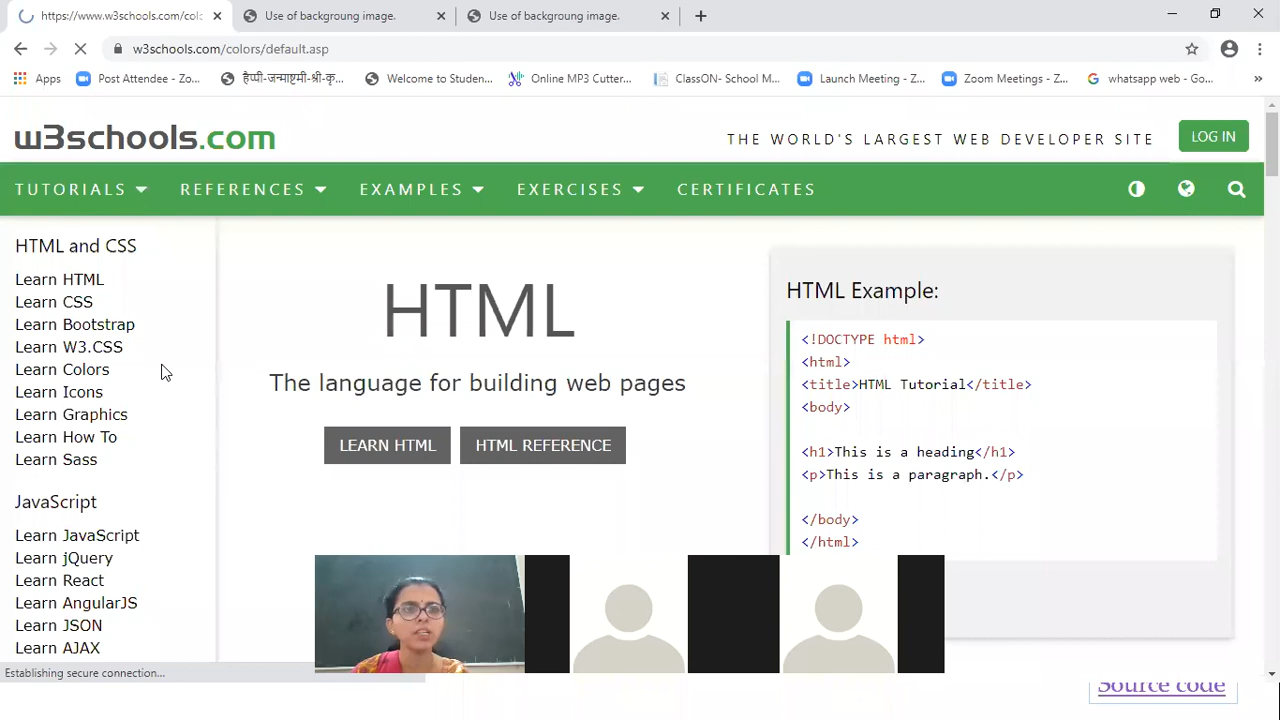 https://www.w3schools.com/colo
Use of backgroung image.
Use of backgroung image.
w3schools.com/colors/default.asp
Apps
Post Attendee - Zo...
हैप्पी-जन्माष्टमी-श्री-कृ...
Welcome to Studen...
Online MP3 Cutter...
ClassON- School M...
Launch Meeting - Z...
Zoom Meetings - Z...
whatsapp web - Go...
w3schools.com
THE WORLD'S LARGEST WEB DEVELOPER SITE
LOG IN
TUTORIALS
REFERENCES
EXAMPLES
EXERCISES
CERTIFICATES
HTML and CSS
Learn HTML
Learn CSS
Learn Bootstrap
Learn W3.CSS
Learn Colors
Learn Icons
Learn Graphics
Learn How To
Learn Sass
JavaScript
Learn JavaScript
Learn jQuery
Learn React
Learn AngularJS
Learn JSON
Learn AJAX
HTML
The language for building web pages
LEARN HTML
HTML REFERENCE
HTML Example:
<!DOCTYPE html>
<html>
<title>HTML Tutorial</title>
<body>
<h1>This is a heading</h1>
<p>This is a paragraph.</p>
</body>
</html>
Establishing secure connection...
Source code